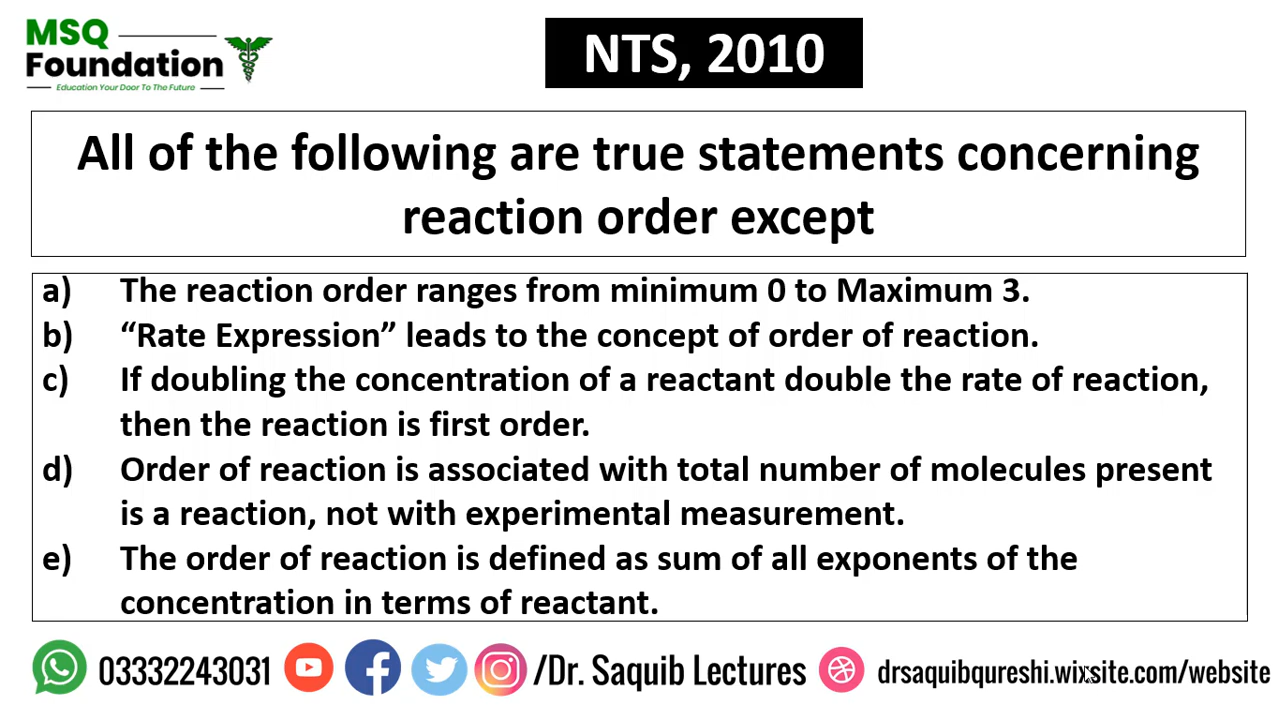 MSQ
Foundation
Education Your Door To The Future
NTS, 2010
All of the following are true statements concerning
reaction order except
a) The reaction order ranges from minimum 0 to Maximum 3.
b) “Rate Expression” leads to the concept of order of reaction.
c) If doubling the concentration of a reactant double the rate of reaction,
then the reaction is first order.
d) Order of reaction is associated with total number of molecules present
is a reaction, not with experimental measurement.
e) The order of reaction is defined as sum of all exponents of the
concentration in terms of reactant.
03332243031 /Dr. Saquib Lectures drsaquibqureshi.wixsite.com/website